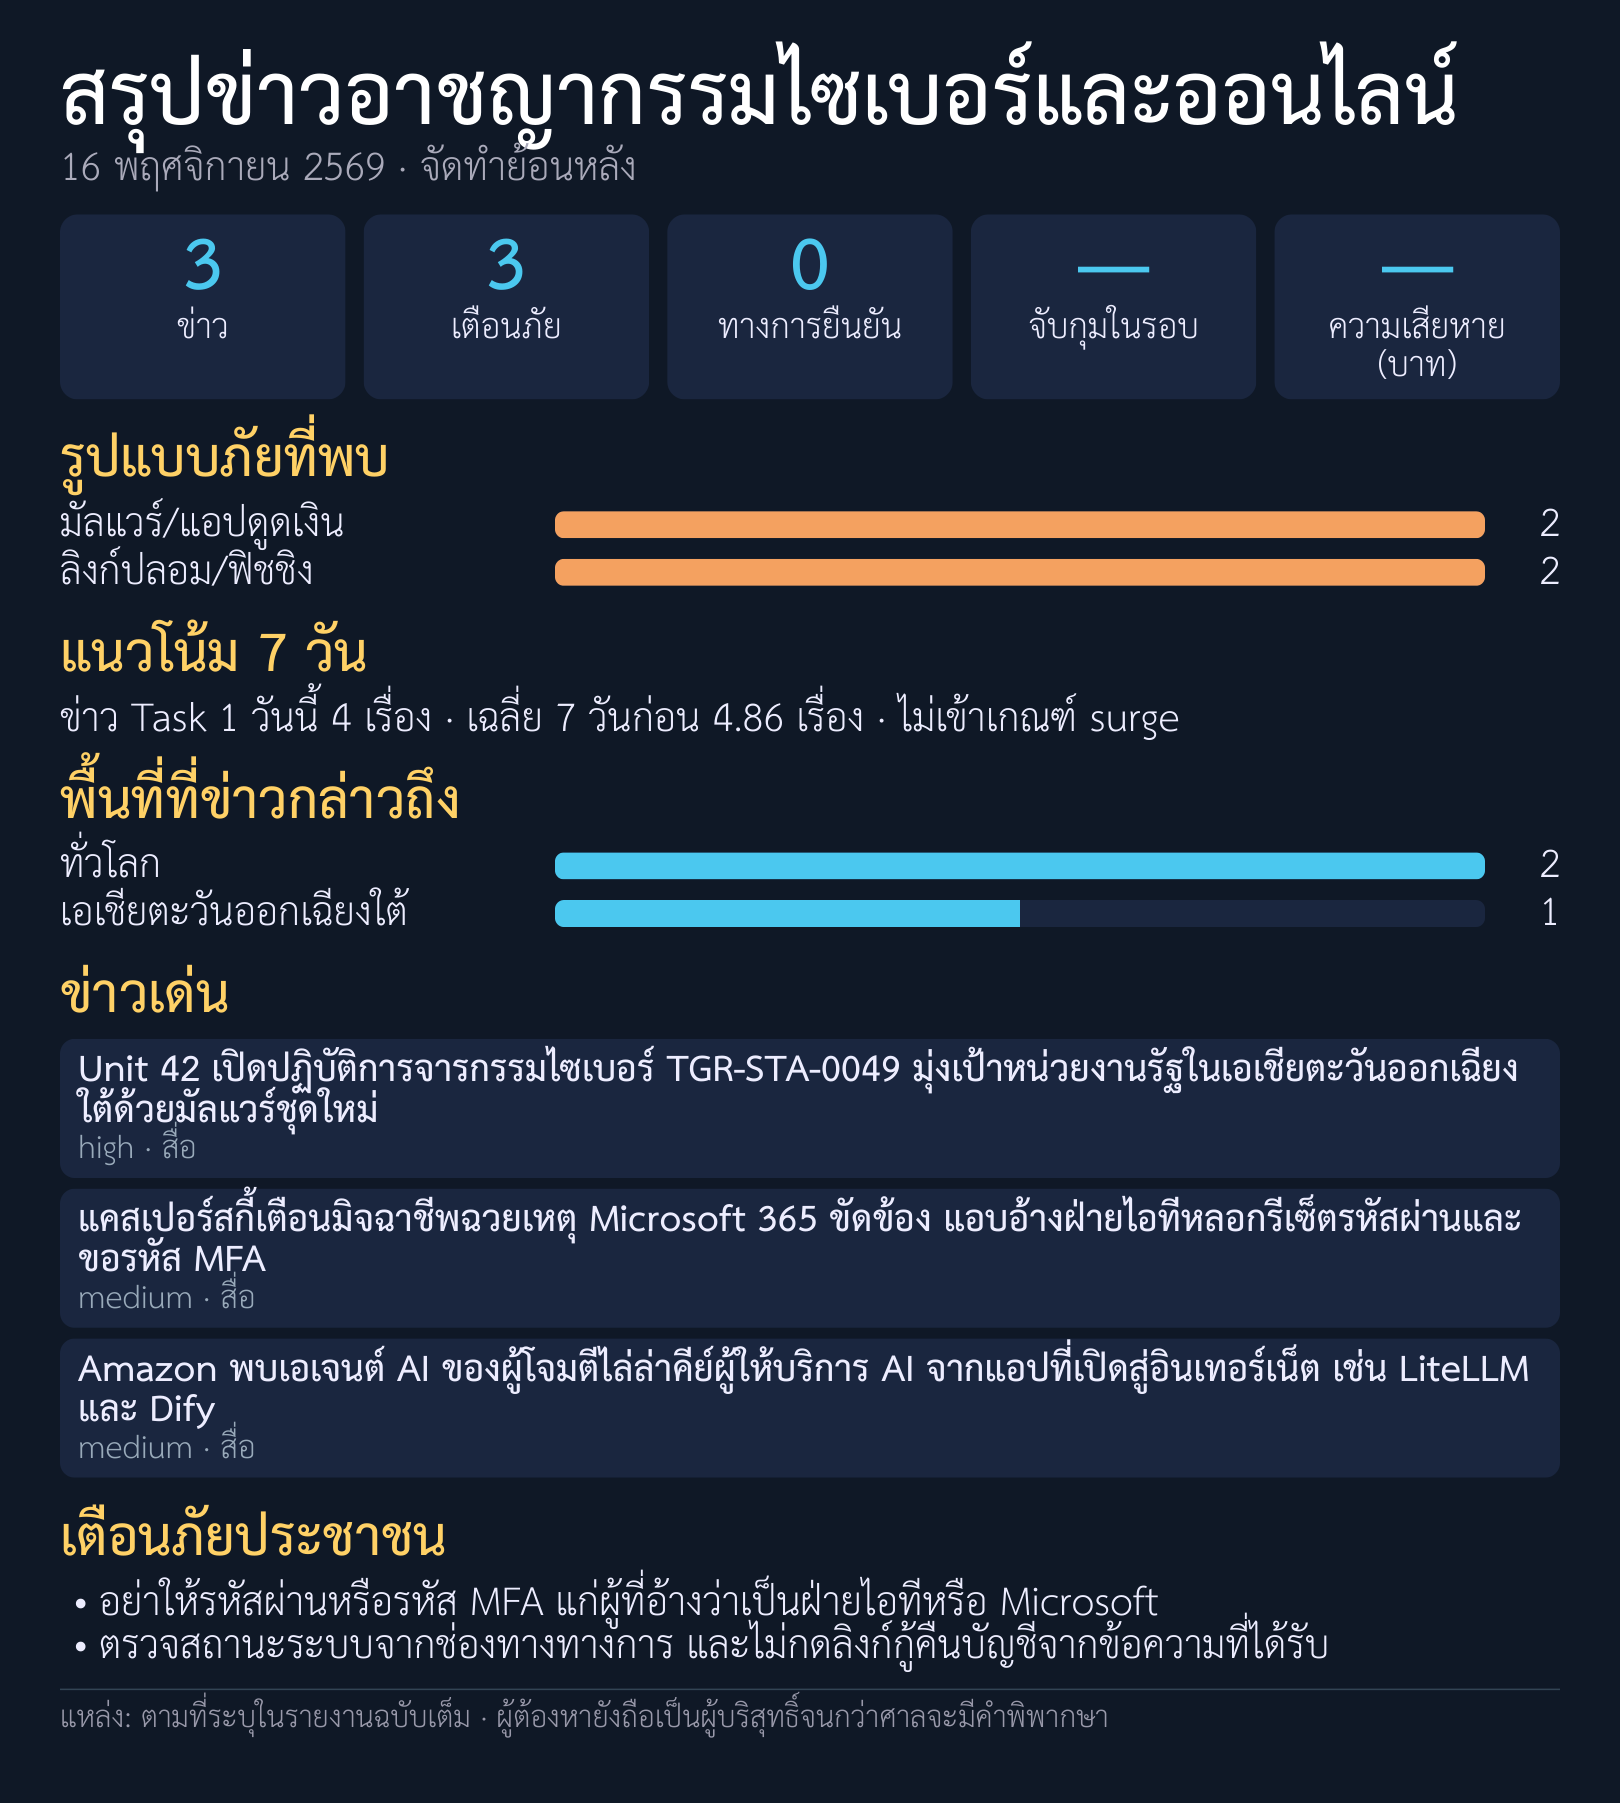 สรุปข่าวอาชญากรรมไซเบอร์และออนไลน์
16 พฤศจิกายน 2569 · จัดทำย้อนหลัง
3
ข่าว
3
เตือนภัย
0
ทางการยืนยัน
—
จับกุมในรอบ
—
ความเสียหาย
(บาท)
รูปแบบภัยที่พบ
มัลแวร์/แอปดูดเงิน 2
ลิงก์ปลอม/ฟิชชิง 2
แนวโน้ม 7 วัน
ข่าว Task 1 วันนี้ 4 เรื่อง · เฉลี่ย 7 วันก่อน 4.86 เรื่อง · ไม่เข้าเกณฑ์ surge
พื้นที่ที่ข่าวกล่าวถึง
ทั่วโลก 2
เอเชียตะวันออกเฉียงใต้ 1
ข่าวเด่น
Unit 42 เปิดปฏิบัติการจารกรรมไซเบอร์ TGR-STA-0049 มุ่งเป้าหน่วยงานรัฐในเอเชียตะวันออกเฉียง
ใต้ด้วยมัลแวร์ชุดใหม่
high · สื่อ
แคสเปอร์สกี้เตือนมิจฉาชีพฉวยเหตุ Microsoft 365 ขัดข้อง แอบอ้างฝ่ายไอทีหลอกรีเซ็ตรหัสผ่านและ
ขอรหัส MFA
medium · สื่อ
Amazon พบเอเจนต์ AI ของผู้โจมตีไล่ล่าคีย์ผู้ให้บริการ AI จากแอปที่เปิดสู่อินเทอร์เน็ต เช่น LiteLLM
และ Dify
medium · สื่อ
เตือนภัยประชาชน
• อย่าให้รหัสผ่านหรือรหัส MFA แก่ผู้ที่อ้างว่าเป็นฝ่ายไอทีหรือ Microsoft
• ตรวจสถานะระบบจากช่องทางทางการ และไม่กดลิงก์กู้คืนบัญชีจากข้อความที่ได้รับ
แหล่ง: ตามที่ระบุในรายงานฉบับเต็ม · ผู้ต้องหายังถือเป็นผู้บริสุทธิ์จนกว่าศาลจะมีคำพิพากษา